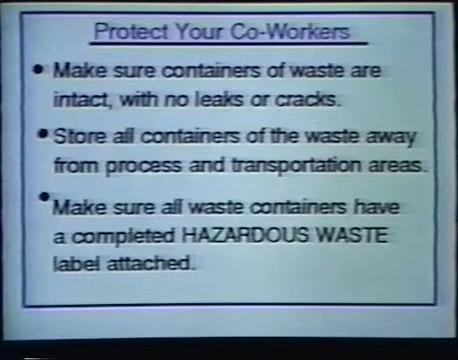 Protect Your Co-Workers
● Make sure containers of waste are
intact, with no leaks or cracks.
● Store all containers of the waste away
from process and transportation areas.
● Make sure all waste containers have
a completed HAZARDOUS WASTE
label attached.